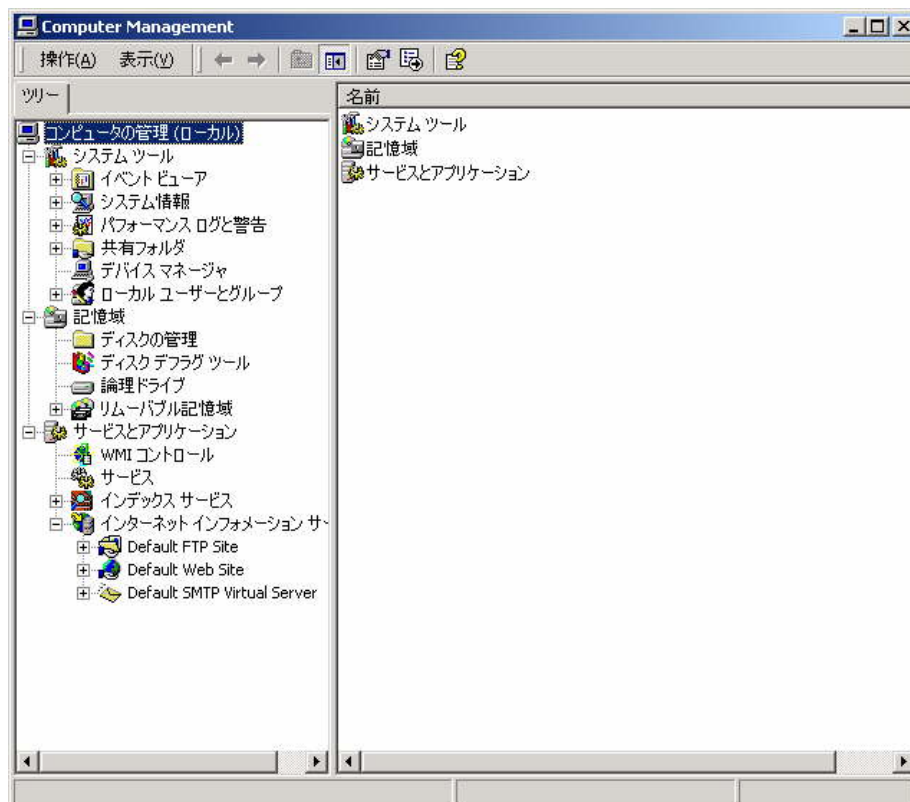 Computer Management
操作(A) 表示(V)
ツリー
名前
コンピュータの管理 (ローカル)
システム ツール
イベント ビューア
システム情報
パフォーマンス ログと警告
共有フォルダ
デバイス マネージャ
ローカル ユーザーとグループ
記憶域
ディスクの管理
ディスク デフラグ ツール
論理ドライブ
リムーバブル記憶域
サービスとアプリケーション
WMI コントロール
サービス
インデックス サービス
インターネット インフォメーション サー
Default FTP Site
Default Web Site
Default SMTP Virtual Server
システム ツール
記憶域
サービスとアプリケーション